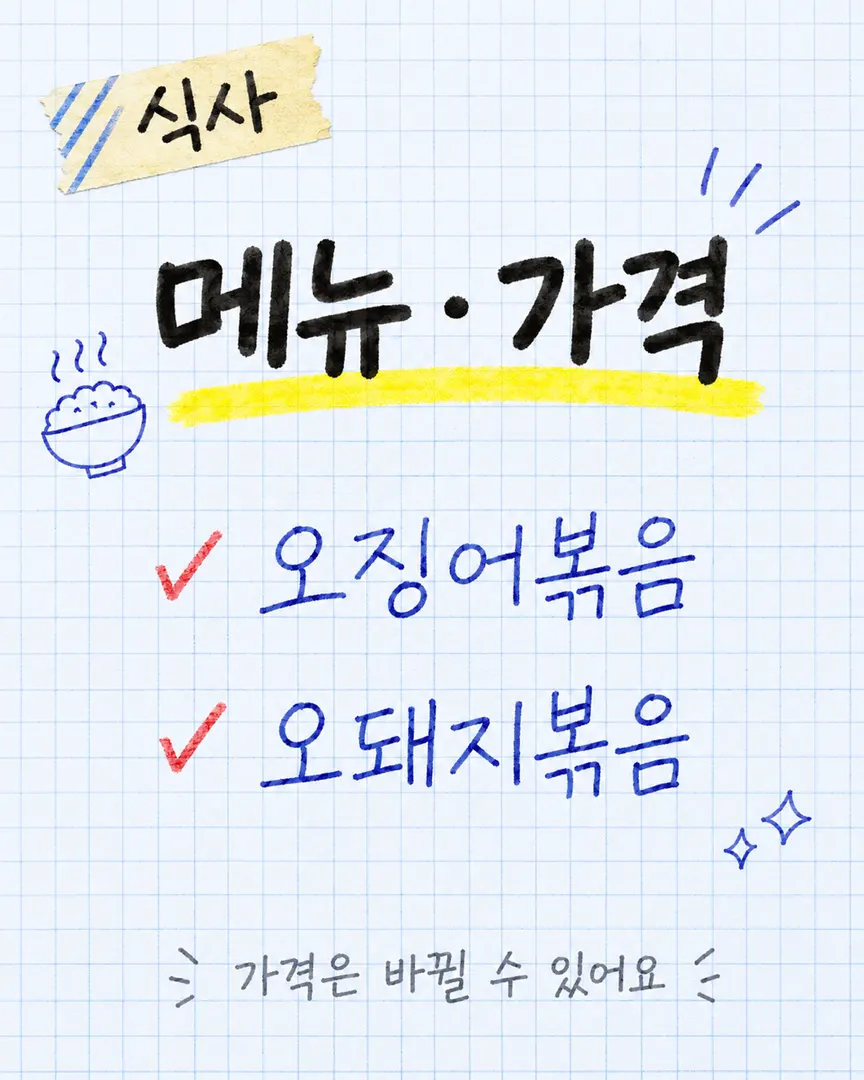 식사
메뉴·가격
오징어볶음
오돼지볶음
가격은 바뀔 수 있어요